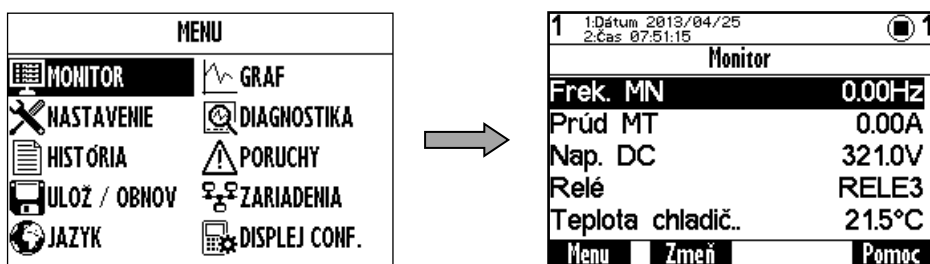 MENU
MONITOR
GRAF
NASTAVENIE
DIAGNOSTIKA
HISTÓRIA
PORUCHY
ULOŽ / OBNOV
ZARIADENIA
JAZYK
DISPLEJ CONF.
1 1:Dátum 2013/04/25 1
2:Čas 07:51:15
Monitor
Frek. MN 0.00Hz
Prúd MT 0.00A
Nap. DC 321.0V
Relé RELE3
Teplota chladič.. 21.5°C
Menu Zmeň Pomoc